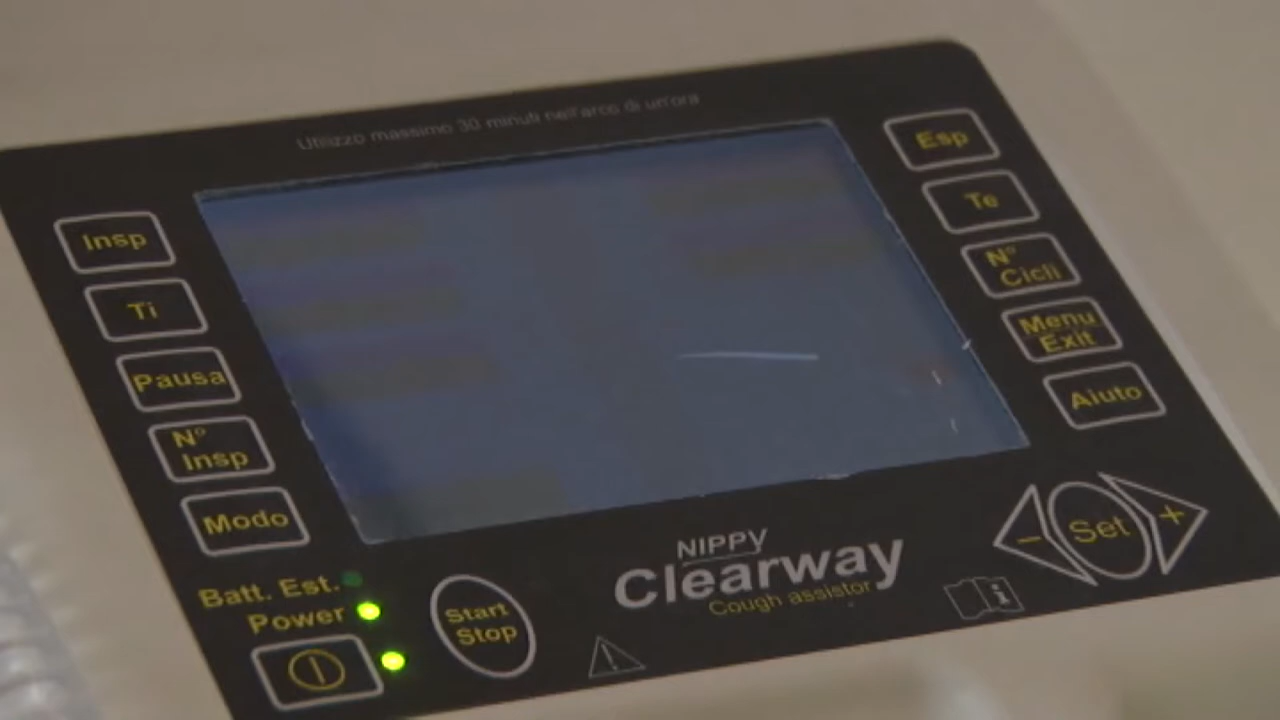 Utilizzo massimo 30 minuti nell'arco di un'ora
Insp
Ti
Pausa
N°
Insp
Modo
Esp
Te
N°
Cicli
Menu
Exit
Aiuto
Batt. Est.
Power
Start
Stop
NIPPY
Clearway
Cough assistor
i
−
Set
+